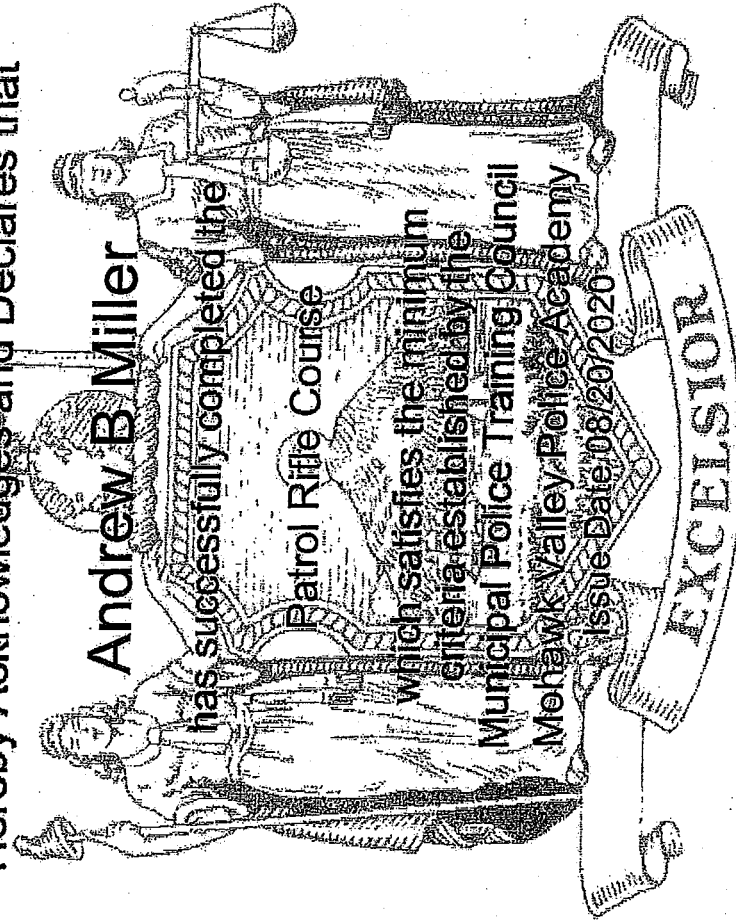 Hereby Acknowledges and Declares that
Andrew B Miller
has successfully completed the
Patrol Rifle Course
which satisfies the minimum
criteria established by the
Municipal Police Training Council
Mohawk Valley Police Academy
Issue Date 08/20/2020
EXCELSIOR